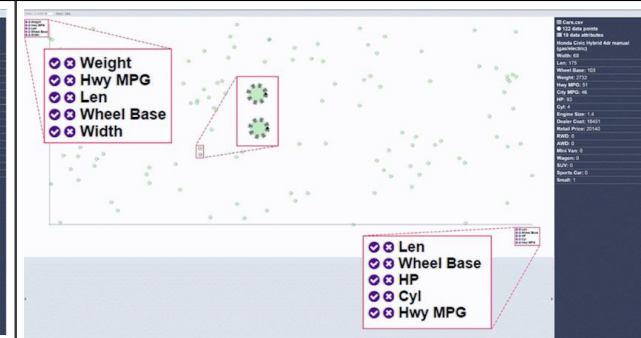 Weight
Hwy MPG
Len
Wheel Base
Width
Len
Wheel Base
HP
Cyl
Hwy MPG
Cars.csv
122 data points
18 data attributes
Honda Civic Hybrid 4dr manual
(gas/electric)
Width: 68
Len: 175
Wheel Base: 103
Weight: 2732
Hwy MPG: 51
City MPG: 46
HP: 93
Cyl: 4
Engine Size: 1.4
Dealer Cost: 18451
Retail Price: 20140
RWD: 0
AWD: 0
Mini Van: 0
Wagon: 0
SUV: 0
Sports Car: 0
Small: 1